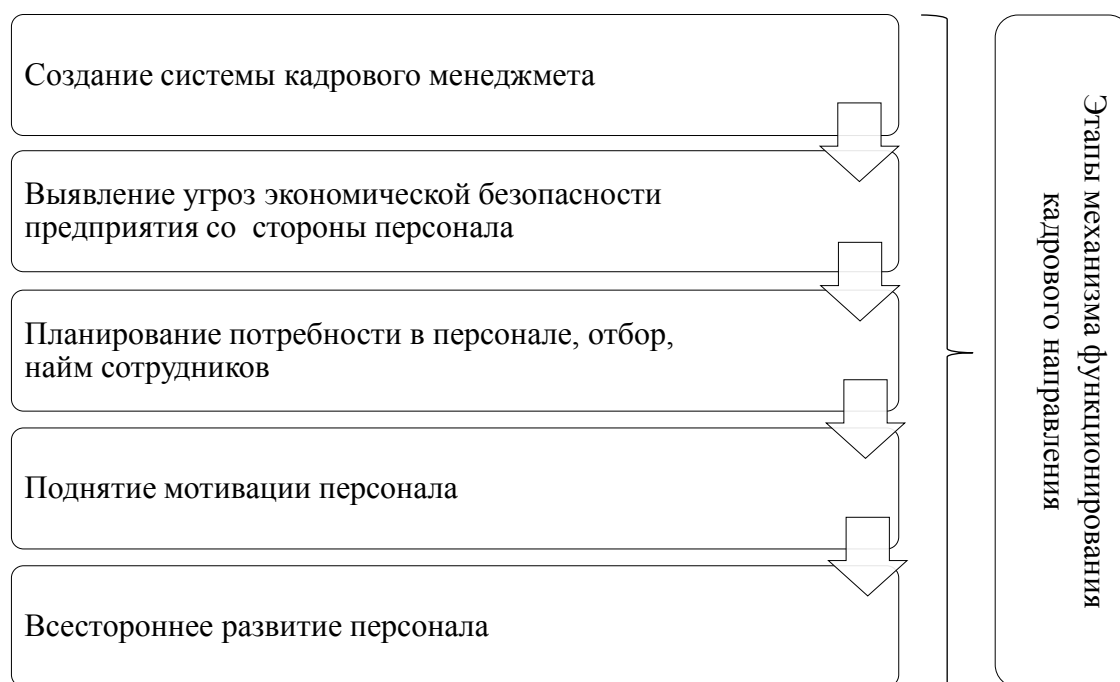 Создание системы кадрового менеджмета
Выявление угроз экономической безопасности
предприятия со стороны персонала
Планирование потребности в персонале, отбор,
найм сотрудников
Поднятие мотивации персонала
Всестороннее развитие персонала
Этапы механизма функционирования
кадрового направления